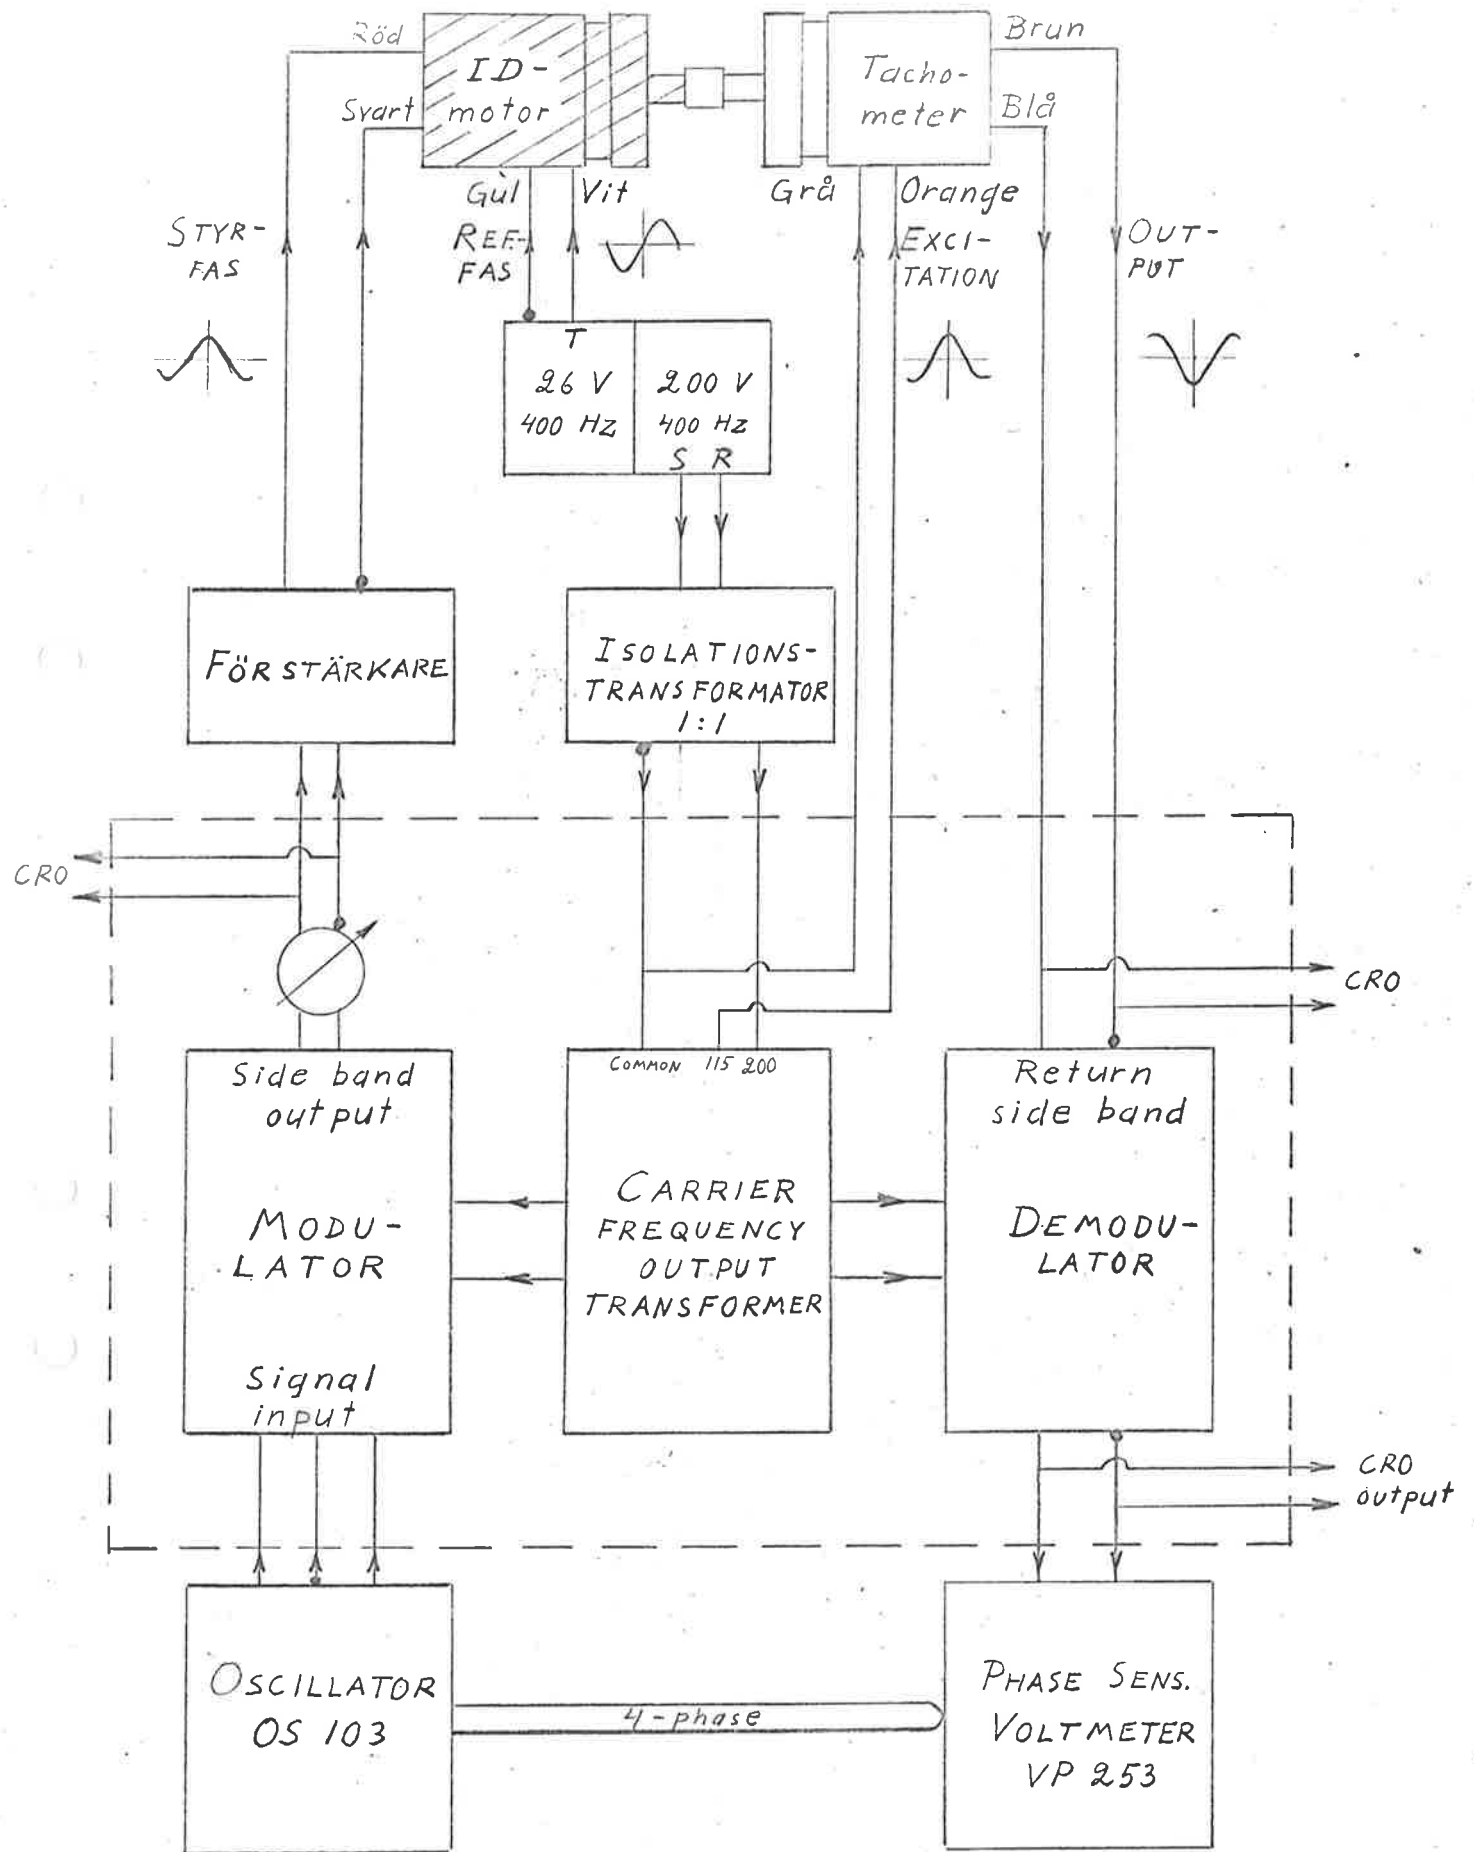 Röd
ID-
motor
Svart
Tacho-
meter
Brun
Blå
Gul
Vit
Grå
Orange
STYR-
FAS
REF.-
FAS
EXCI-
TATION
OUT-
PUT
T
26 V
400 Hz
200 V
400 Hz
S R
FÖRSTÄRKARE
ISOLATIONS-
TRANSFORMATOR
1:1
CRO
CRO
Side band
output
MODU-
LATOR
Signal
input
COMMON 115 200
CARRIER
FREQUENCY
OUTPUT
TRANSFORMER
Return
side band
DEMODU-
LATOR
CRO
output
OSCILLATOR
OS 103
4-phase
PHASE SENS.
VOLTMETER
VP 253